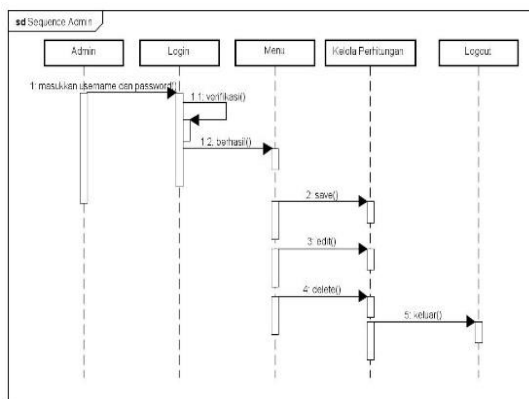 sd Sequence Admin
Admin
Login
Menu
Kelola Perhitungan
Logout
1: masukkan username dan password()
1.1: verifikasi()
1.2: berhasil()
2: save()
3: edit()
4: delete()
5: keluar()